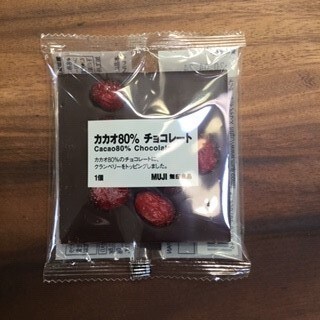 カカオ80% チョコレート
Cacao80% Chocolat
カカオ80%のチョコレートに、
クランベリーをトッピングしました。
1個 MUJI 無印良品